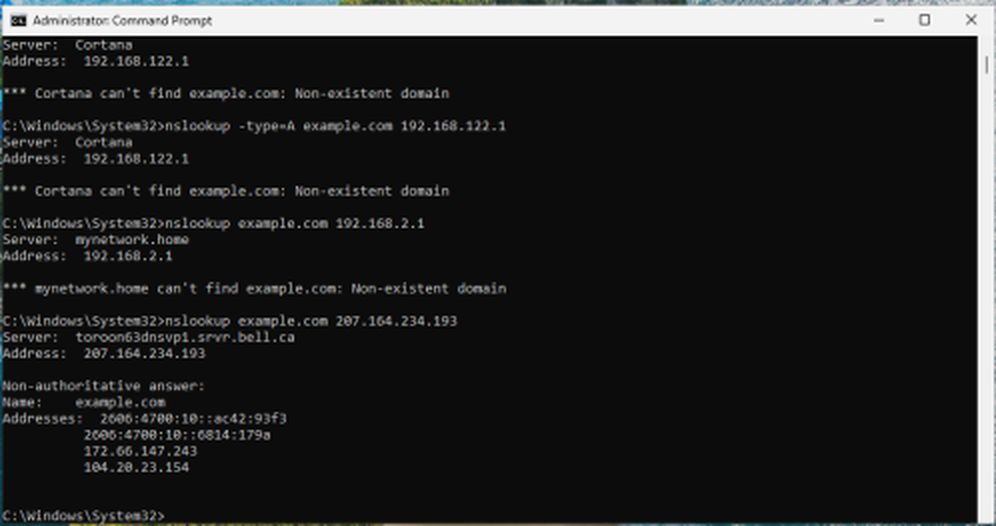 Administrator: Command Prompt
Server:  Cortana
Address:  192.168.122.1
*** Cortana can't find example.com: Non-existent domain
C:\Windows\System32>nslookup -type=A example.com 192.168.122.1
Server:  Cortana
Address:  192.168.122.1
*** Cortana can't find example.com: Non-existent domain
C:\Windows\System32>nslookup example.com 192.168.2.1
Server:  mynetwork.home
Address:  192.168.2.1
*** mynetwork.home can't find example.com: Non-existent domain
C:\Windows\System32>nslookup example.com 207.164.234.193
Server:  toroon63dnsvp1.srvr.bell.ca
Address:  207.164.234.193
Non-authoritative answer:
Name:    example.com
Addresses:  2606:4700:10::ac42:93f3
2606:4700:10::6814:179a
172.66.147.243
104.20.23.154
C:\Windows\System32>